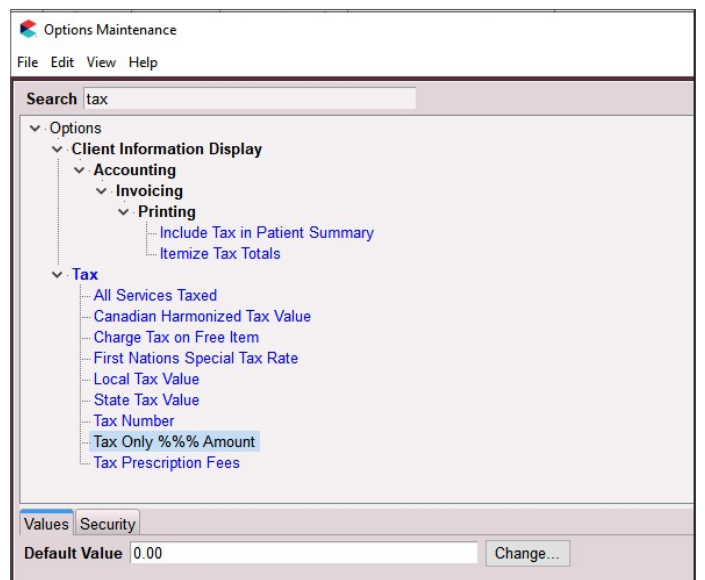 Options Maintenance
File Edit View Help
Search tax
Options
Client Information Display
Accounting
Invoicing
Printing
Include Tax in Patient Summary
Itemize Tax Totals
Tax
All Services Taxed
Canadian Harmonized Tax Value
Charge Tax on Free Item
First Nations Special Tax Rate
Local Tax Value
State Tax Value
Tax Number
Tax Only %%% Amount
Tax Prescription Fees
Values Security
Default Value 0.00 Change...